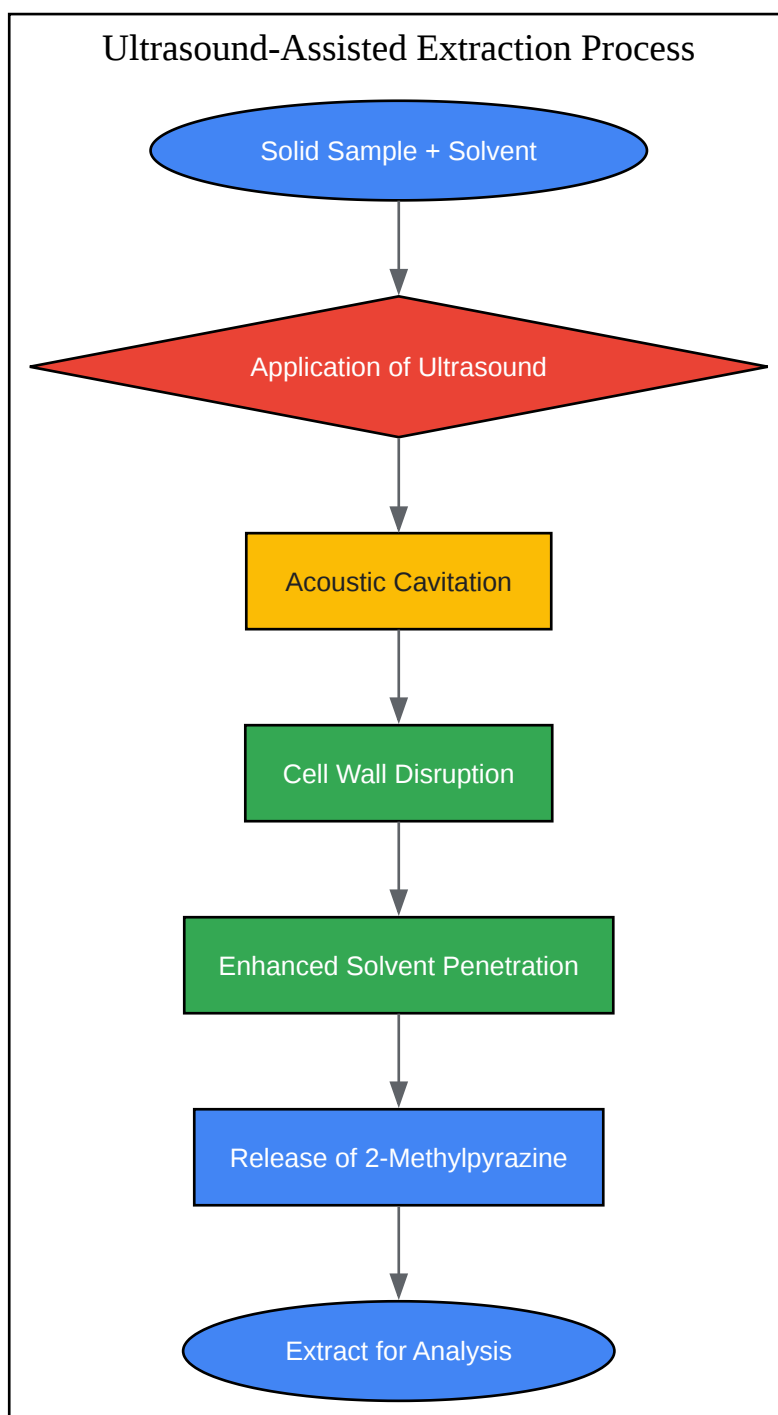 Ultrasound-Assisted Extraction Process
Solid Sample + Solvent
Application of Ultrasound
Acoustic Cavitation
Cell Wall Disruption
Enhanced Solvent Penetration
Release of 2-Methylpyrazine
Extract for Analysis